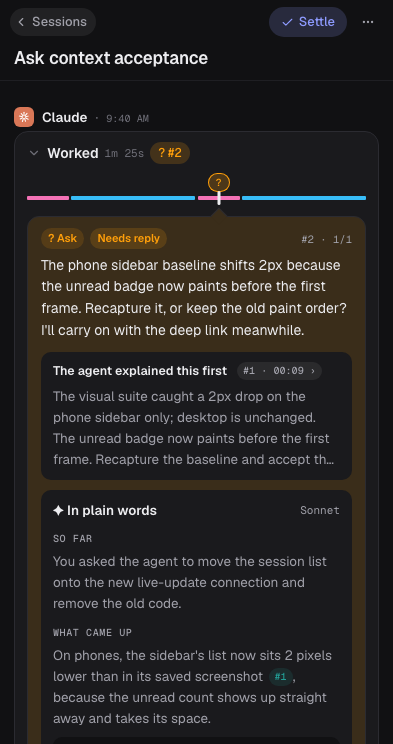 Sessions
Settle
Ask context acceptance
Claude · 9:40 AM
Worked 1m 25s ? #2
?
? Ask Needs reply #2 · 1/1
The phone sidebar baseline shifts 2px because
the unread badge now paints before the first
frame. Recapture it, or keep the old paint order?
I'll carry on with the deep link meanwhile.
The agent explained this first #1 · 00:09 ›
The visual suite caught a 2px drop on the
phone sidebar only; desktop is unchanged.
The unread badge now paints before the first
frame. Recapture the baseline and accept th…
In plain words Sonnet
SO FAR
You asked the agent to move the session list
onto the new live-update connection and
remove the old code.
WHAT CAME UP
On phones, the sidebar's list now sits 2 pixels
lower than in its saved screenshot #1,
because the unread count shows up straight
away and takes its space.